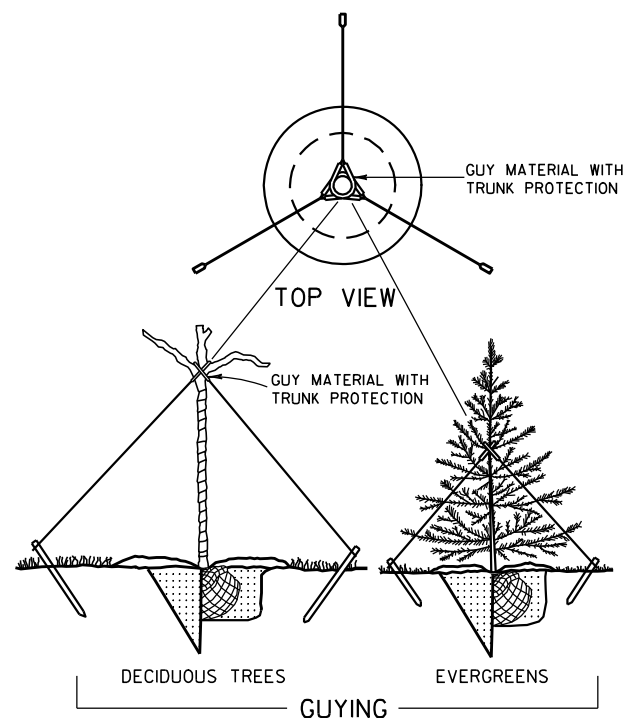 GUY MATERIAL WITH
TRUNK PROTECTION
TOP VIEW
GUY MATERIAL WITH
TRUNK PROTECTION
DECIDUOUS TREES
EVERGREENS
GUYING